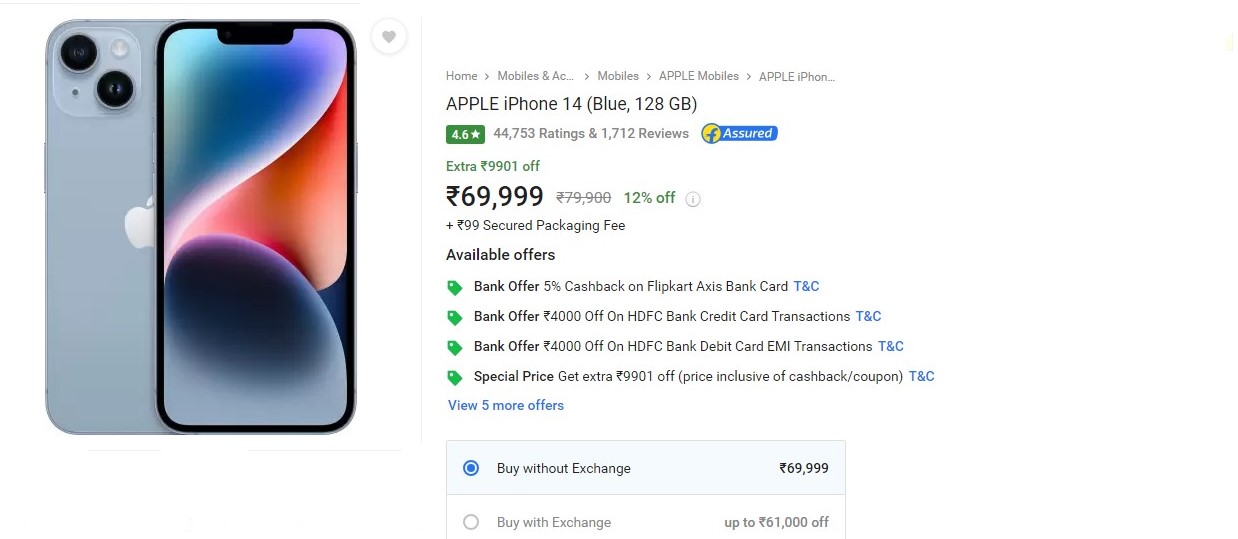 Home > Mobiles & Ac... > Mobiles > APPLE Mobiles > APPLE iPhon...
APPLE iPhone 14 (Blue, 128 GB)
4.6★ 44,753 Ratings & 1,712 Reviews f Assured
Extra ₹9901 off
₹69,999 ₹79,900 12% off i
+ ₹99 Secured Packaging Fee
Available offers
Bank Offer 5% Cashback on Flipkart Axis Bank Card T&C
Bank Offer ₹4000 Off On HDFC Bank Credit Card Transactions T&C
Bank Offer ₹4000 Off On HDFC Bank Debit Card EMI Transactions T&C
Special Price Get extra ₹9901 off (price inclusive of cashback/coupon) T&C
View 5 more offers
Buy without Exchange ₹69,999
Buy with Exchange up to ₹61,000 off